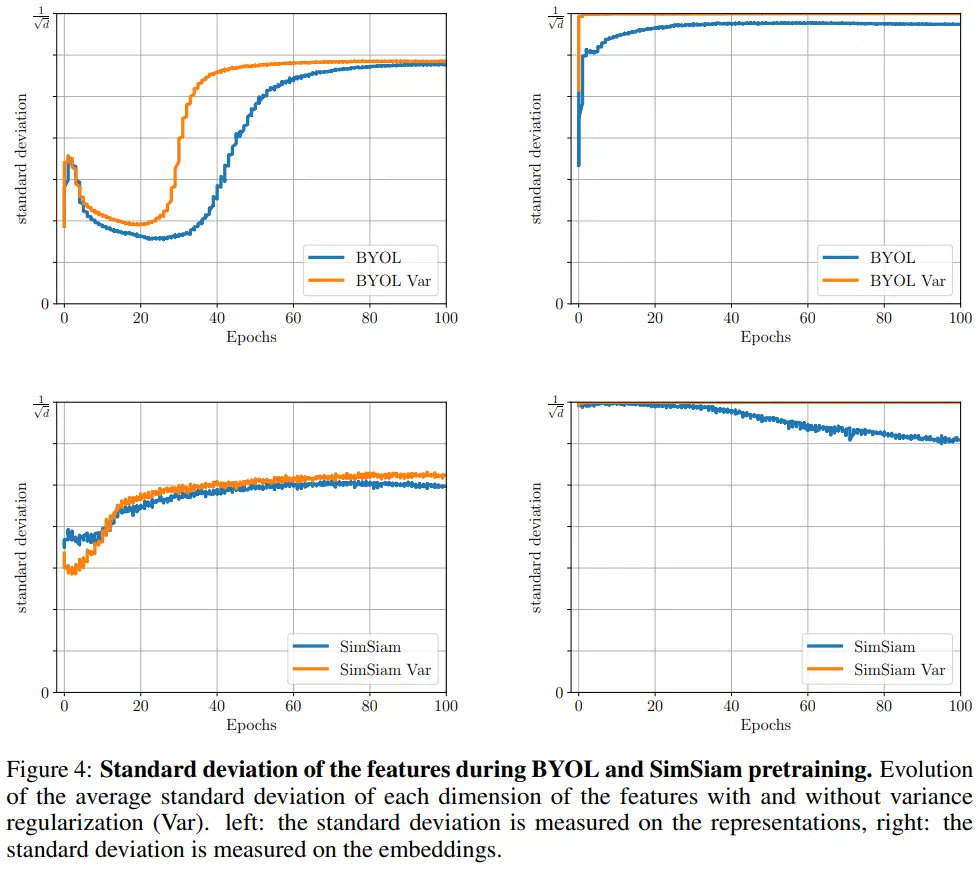 1/√d
standard deviation
0
0 20 40 60 80 100
Epochs
BYOL
BYOL Var
1/√d
standard deviation
0
0 20 40 60 80 100
Epochs
BYOL
BYOL Var
1/√d
standard deviation
0
0 20 40 60 80 100
Epochs
SimSiam
SimSiam Var
1/√d
standard deviation
0
0 20 40 60 80 100
Epochs
SimSiam
SimSiam Var
Figure 4: Standard deviation of the features during BYOL and SimSiam pretraining. Evolution
of the average standard deviation of each dimension of the features with and without variance
regularization (Var). left: the standard deviation is measured on the representations, right: the
standard deviation is measured on the embeddings.